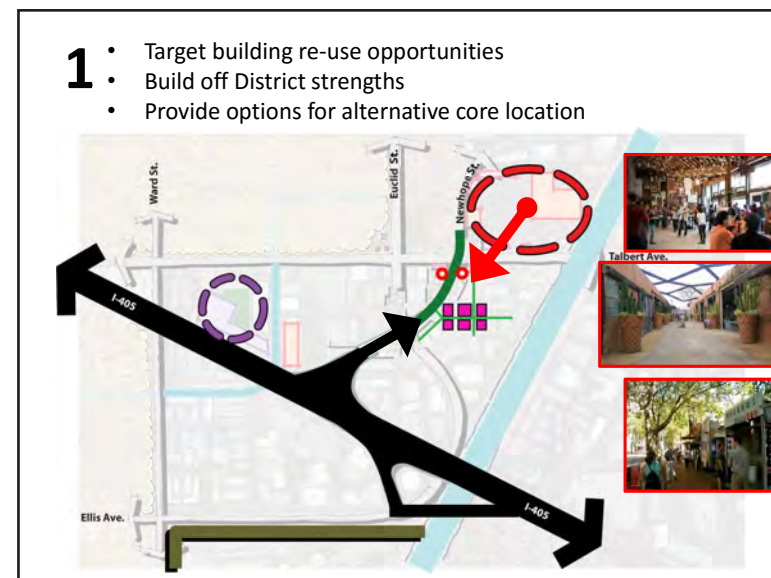 1
• Target building re-use opportunities
• Build off District strengths
• Provide options for alternative core location
Ward St.
Euclid St.
Newhope St.
Talbert Ave.
I-405
Ellis Ave.
I-405